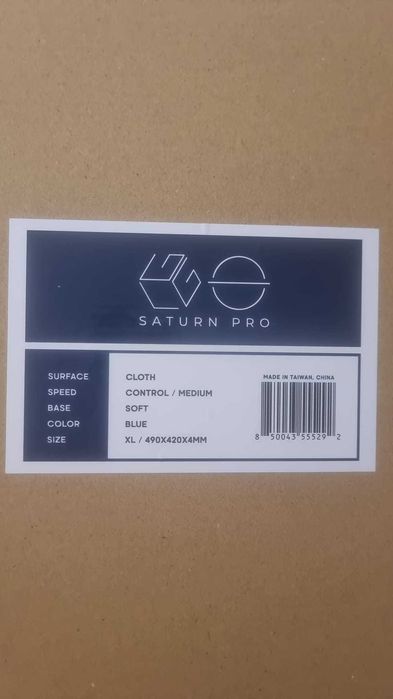 SATURN PRO
SURFACE CLOTH
SPEED CONTROL / MEDIUM
BASE SOFT
COLOR BLUE
SIZE XL / 490X420X4MM
MADE IN TAIWAN, CHINA
8 50043 55529 2